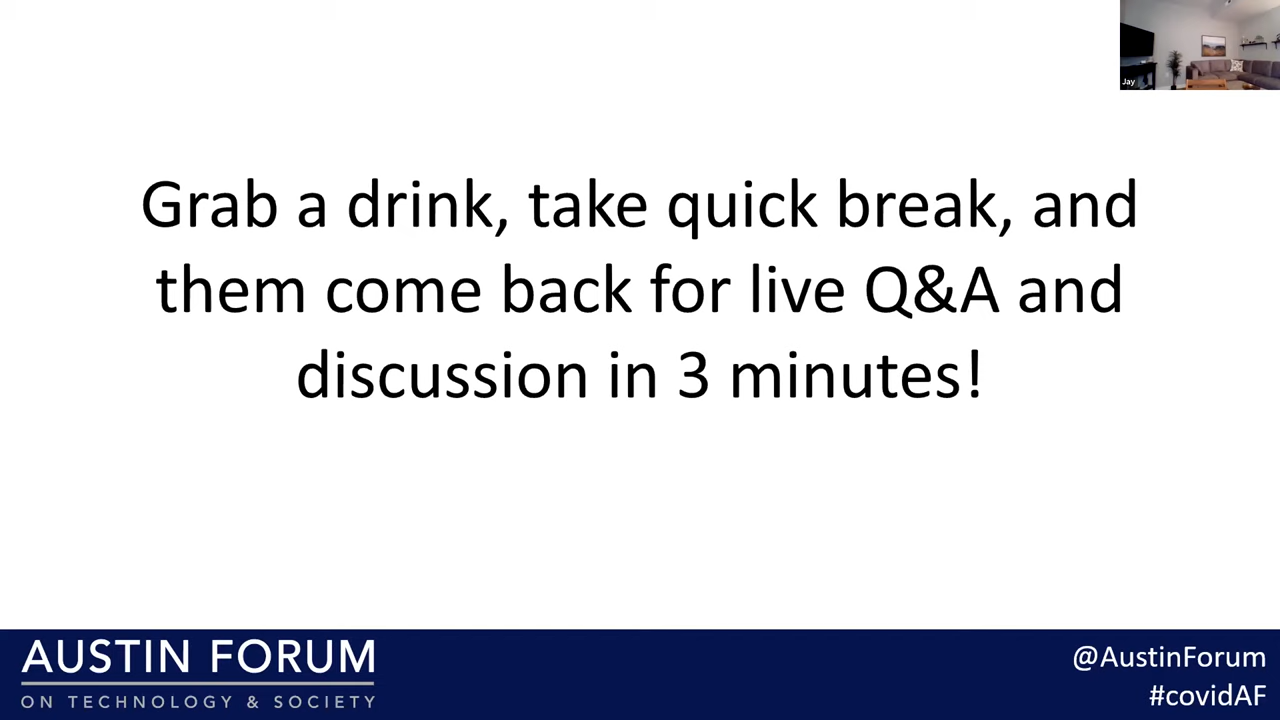 Jay
Grab a drink, take quick break, and
them come back for live Q&A and
discussion in 3 minutes!
AUSTIN FORUM
ON TECHNOLOGY & SOCIETY
@AustinForum
#covidAF